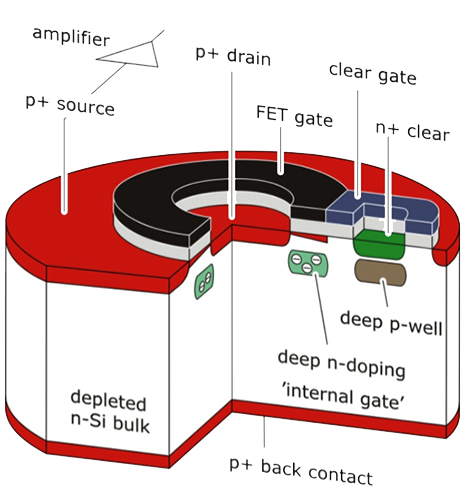 amplifier
p+ drain
p+ source
clear gate
FET gate
n+ clear
deep p-well
deep n-doping
'internal gate'
depleted
n-Si bulk
p+ back contact